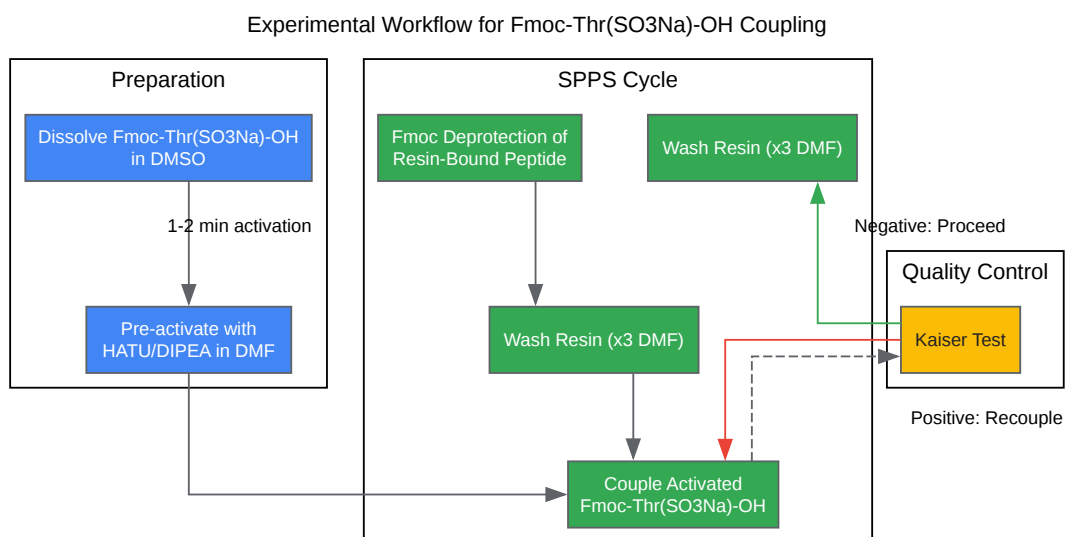 Experimental Workflow for Fmoc-Thr(SO3Na)-OH Coupling
Preparation
Dissolve Fmoc-Thr(SO3Na)-OH
in DMSO
1-2 min activation
Pre-activate with
HATU/DIPEA in DMF
SPPS Cycle
Fmoc Deprotection of
Resin-Bound Peptide
Wash Resin (x3 DMF)
Wash Resin (x3 DMF)
Couple Activated
Fmoc-Thr(SO3Na)-OH
Negative: Proceed
Quality Control
Kaiser Test
Positive: Recouple